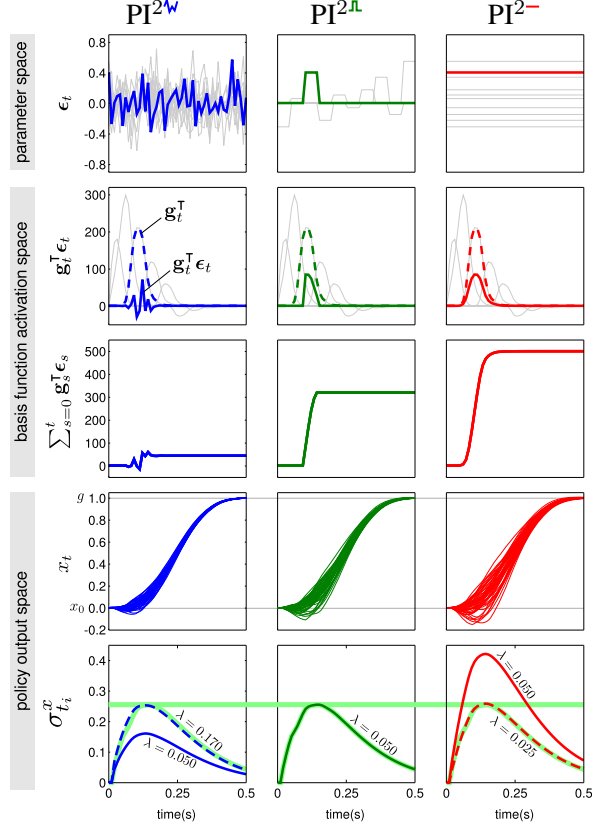 PI²
PI²
PI²
parameter space
ϵ_t
0.8
0.4
0.0
-0.4
-0.8
basis function activation space
g_t^T ϵ_t
300
200
100
0
g_t^T
g_t^T ϵ_t
∑_{s=0}^t g_s^T ϵ_s
500
400
300
200
100
0
policy output space
x_t
g 1.0
0.8
0.6
0.4
0.2
x_0 0.0
-0.2
σ^x_{t_i}
0.4
0.3
0.2
0.1
0
λ = 0.170
λ = 0.050
λ = 0.050
λ = 0.050
λ = 0.025
0 0.25 0.5
0 0.25 0.5
0 0.25 0.5
time(s)
time(s)
time(s)